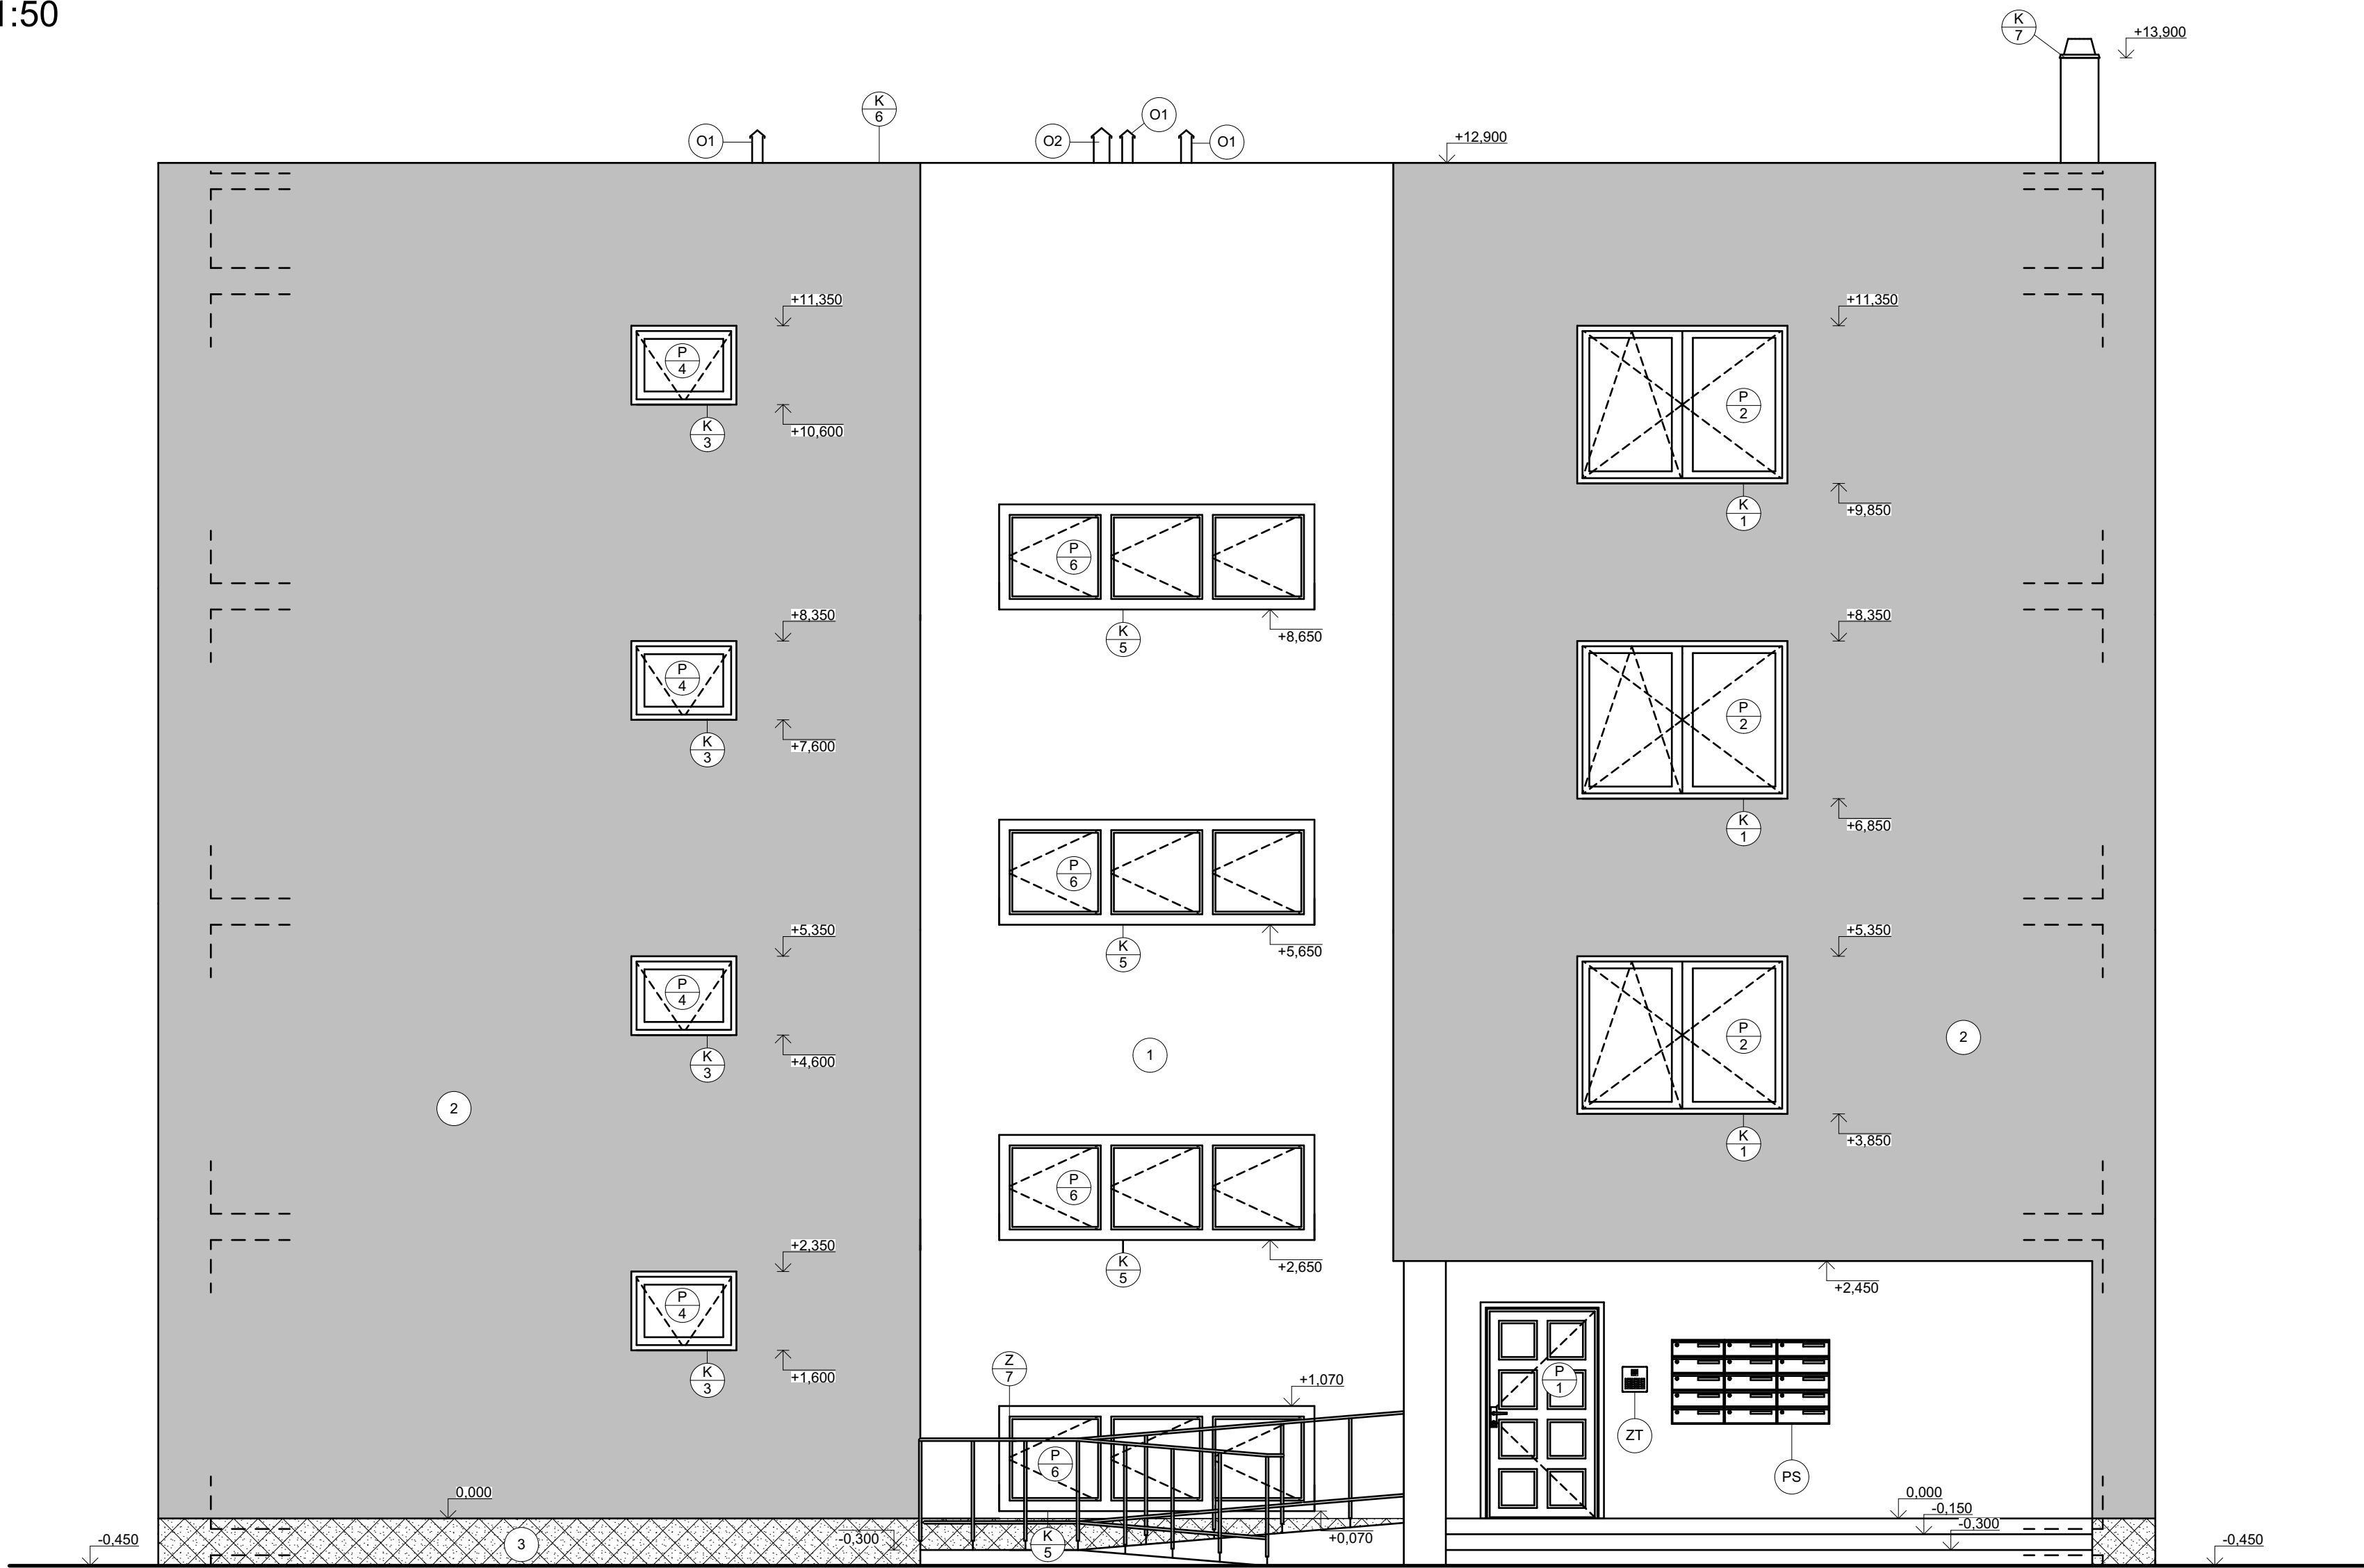 1:50
K
7
+13,900
K
6
O1
O2
O1
O1
+12,900
+11,350
P
4
K
3
+10,600
+11,350
P
2
K
1
+9,850
P
6
K
5
+8,650
+8,350
P
4
K
3
+7,600
+8,350
P
2
K
1
+6,850
P
6
K
5
+5,650
+5,350
P
4
K
3
+4,600
+5,350
P
2
K
1
+3,850
2
1
2
P
6
K
5
+2,650
+2,350
P
4
K
3
+1,600
+2,450
Z
7
+1,070
P
6
P
1
ZT
PS
0,000
0,000
-0,150
-0,300
-0,450
3
-0,300
K
5
+0,070
-0,450